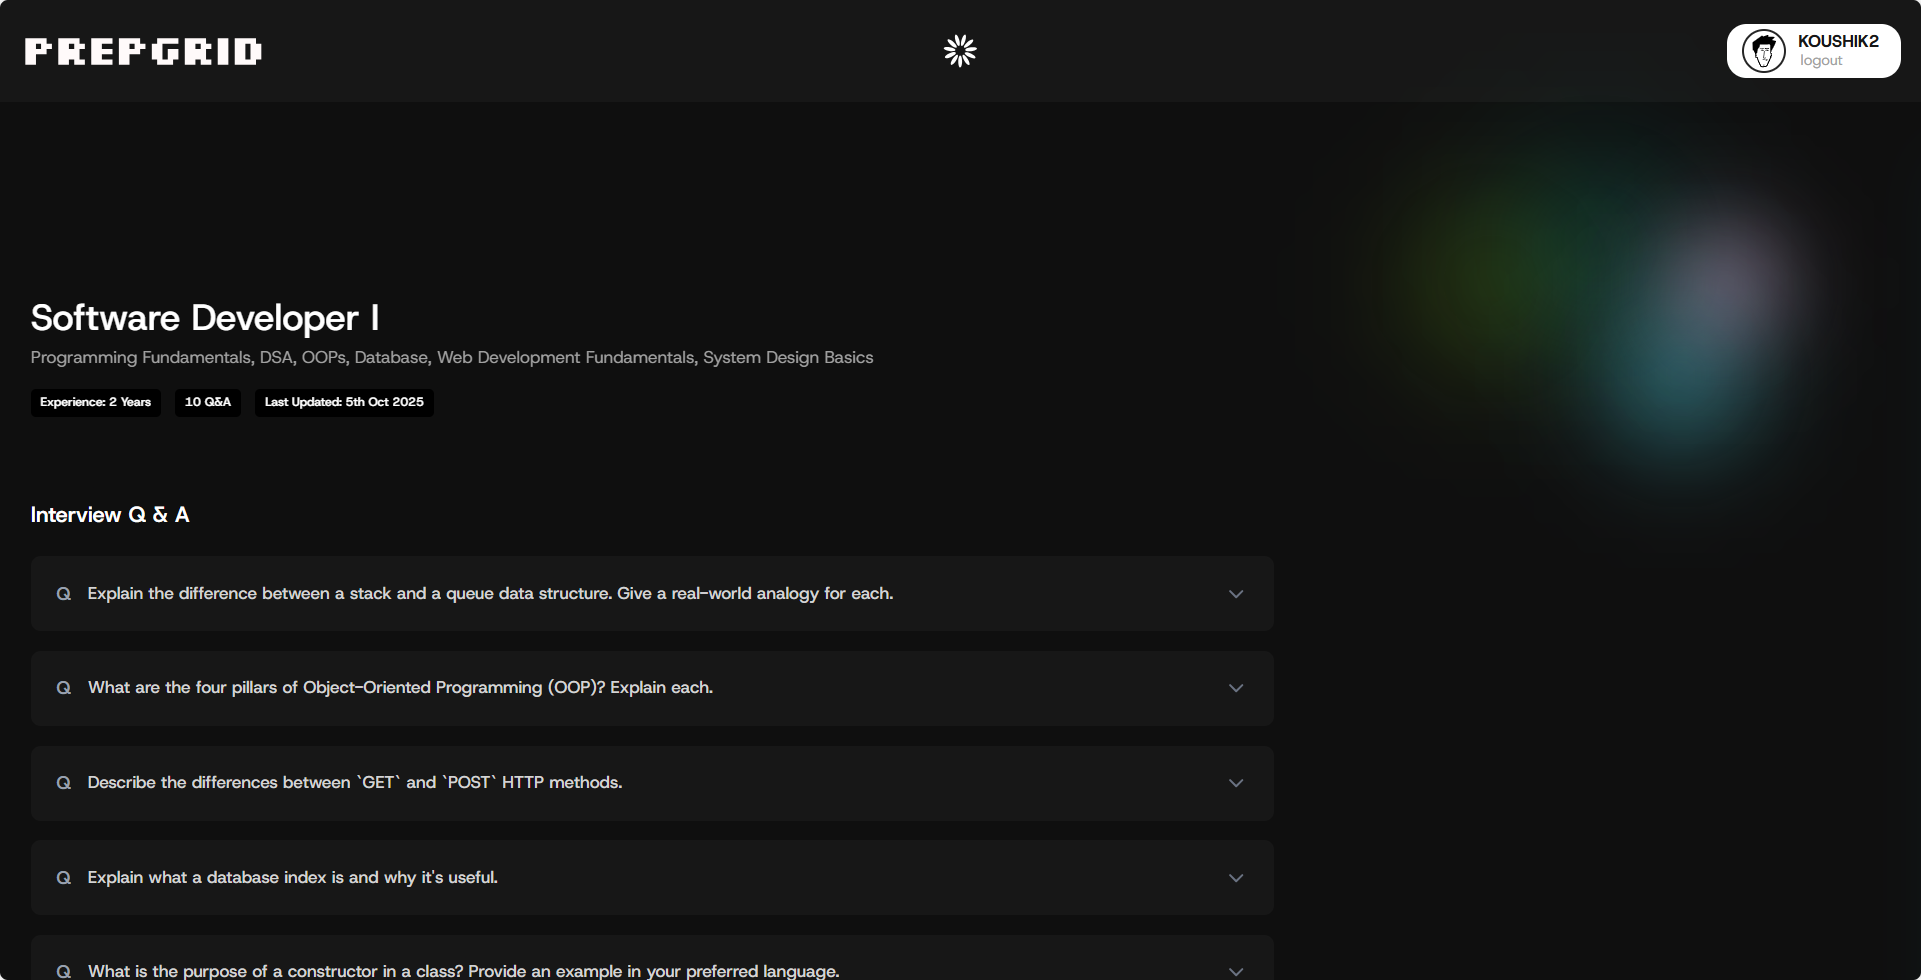 PREPGRID
KOUSHIK2
logout
Software Developer I
Programming Fundamentals, DSA, OOPs, Database, Web Development Fundamentals, System Design Basics
Experience: 2 Years
10 Q&A
Last Updated: 5th Oct 2025
Interview Q & A
Q Explain the difference between a stack and a queue data structure. Give a real-world analogy for each.
Q What are the four pillars of Object-Oriented Programming (OOP)? Explain each.
Q Describe the differences between `GET` and `POST` HTTP methods.
Q Explain what a database index is and why it's useful.
Q What is the purpose of a constructor in a class? Provide an example in your preferred language.